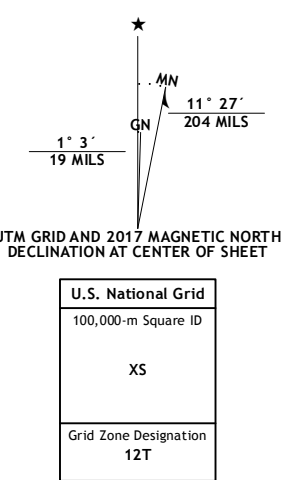 ★
MN
GN
11° 27´
204 MILS
1° 3´
19 MILS
UTM GRID AND 2017 MAGNETIC NORTH
DECLINATION AT CENTER OF SHEET
U.S. National Grid
100,000-m Square ID
XS
Grid Zone Designation
12T